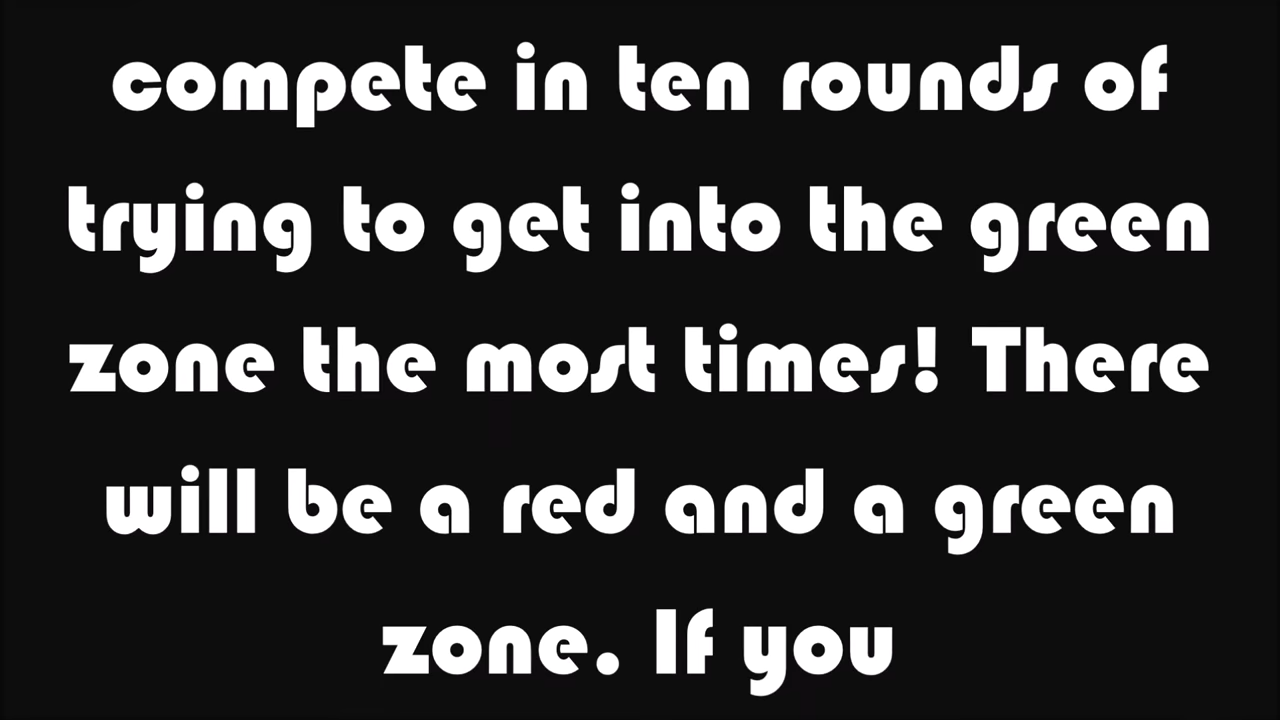 compete in ten rounds of
trying to get into the green
zone the most times! There
will be a red and a green
zone. If you